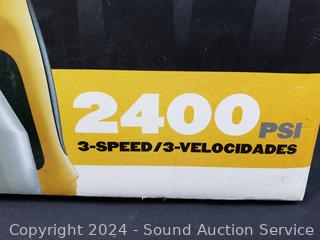 2400 PSI
3-SPEED/3-VELOCIDADES
Copyright © 2024 - Sound Auction Service